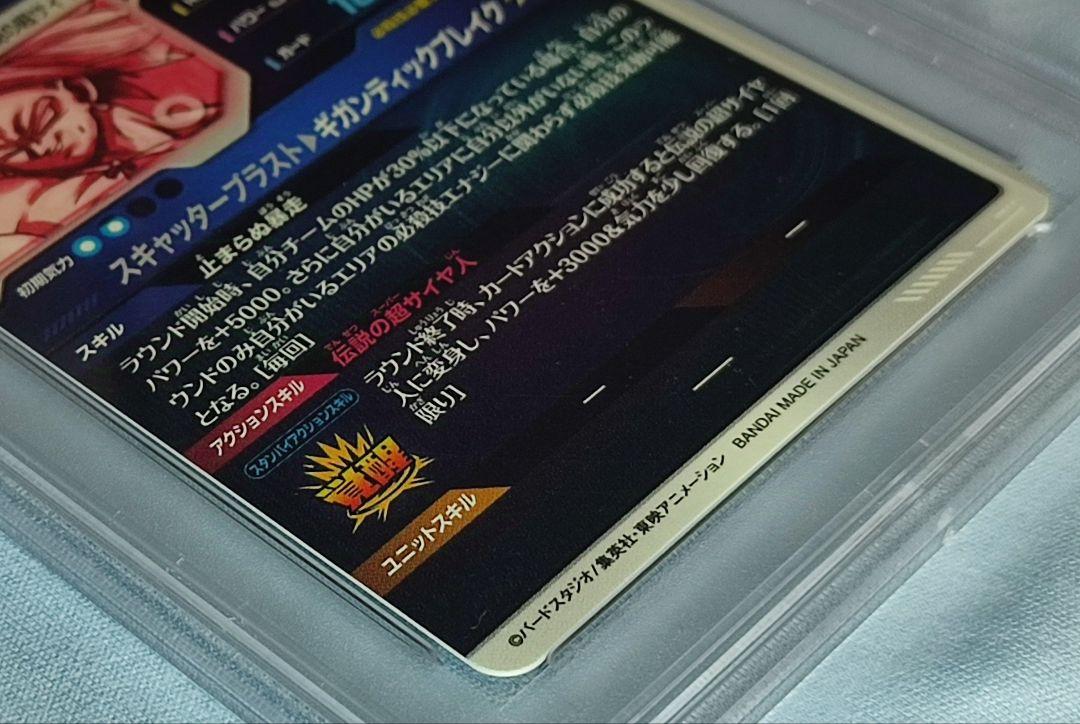 パワー
ガード
初期気力
スキャッターブラスト▶ギガンティックブレイク
スキル
止まらぬ暴走
ラウンド開始時、自分チームのHPが30%以下になっている場合、自分の
パワーを+5000。さらに自分がいるエリアに自分以外がいない時、このラ
ウンドのみ自分がいるエリアの必殺技エナジーに関わらず必殺技発動可能
となる。[毎回]
アクションスキル
伝説の超サイヤ人
スタンバイアクションスキル
覚醒
ラウンド終了時、カードアクションに成功すると伝説の超サイヤ
人に変身し、パワーを+3000&気力を少し回復する。[1回
限り]
ユニットスキル
©バードスタジオ/集英社・東映アニメーション BANDAI MADE IN JAPAN